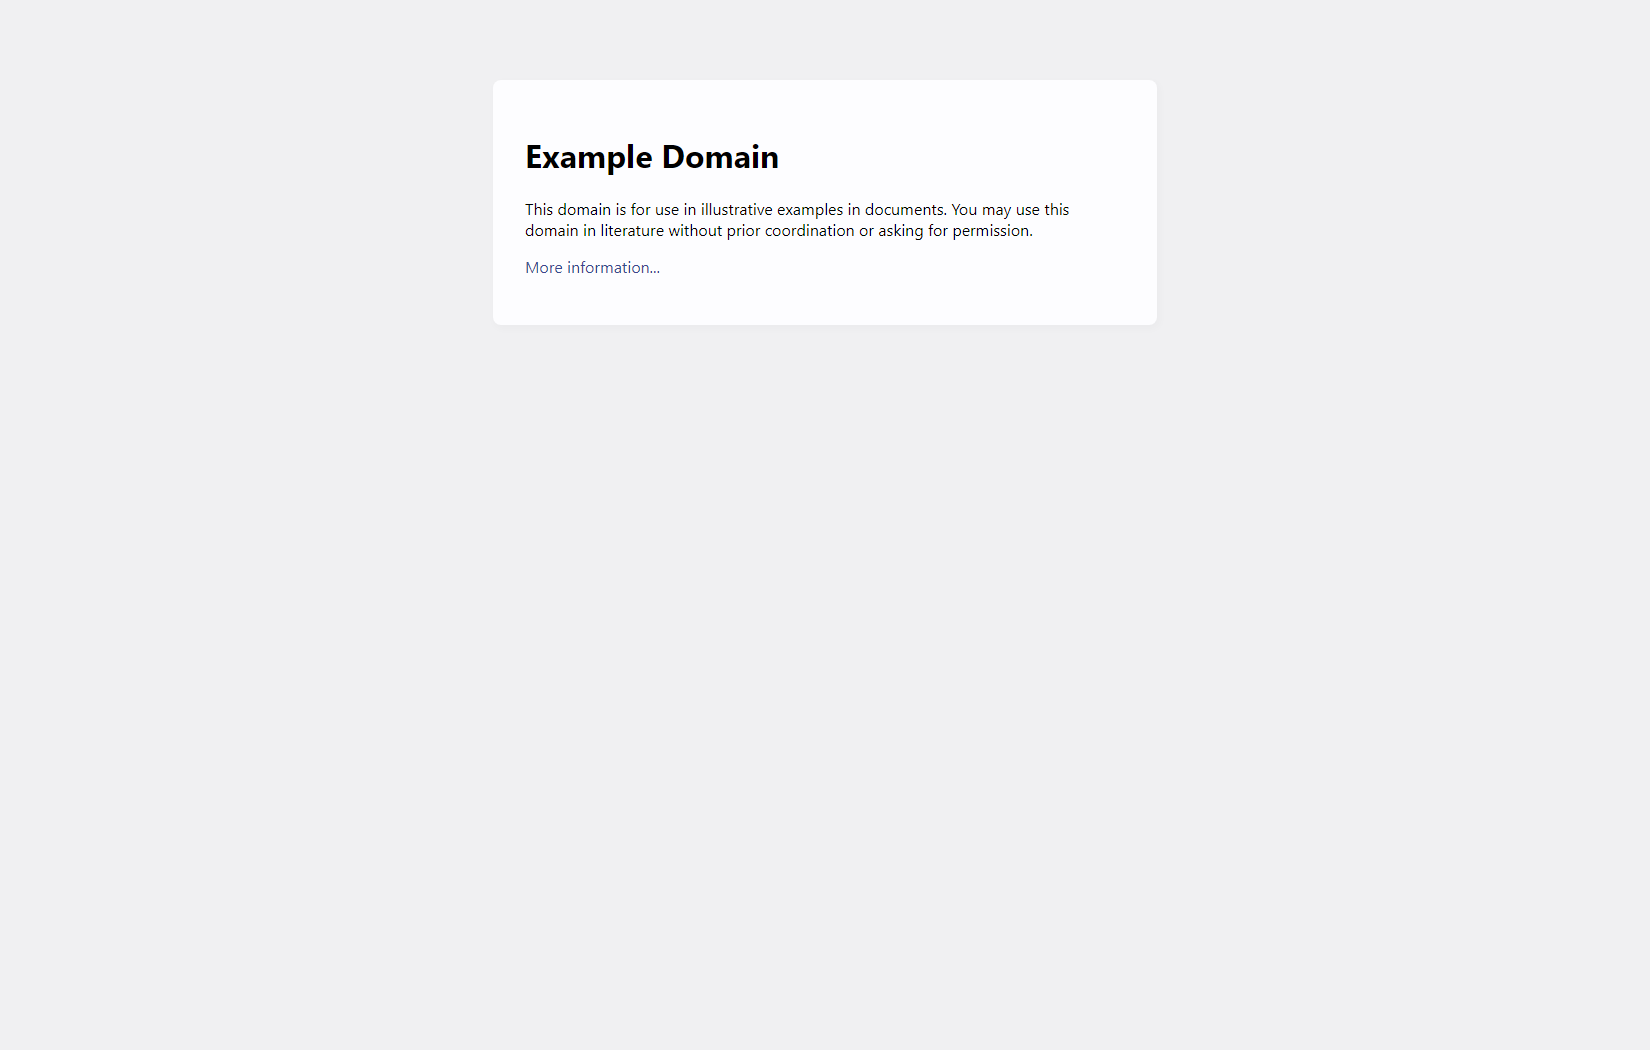 Example Domain
This domain is for use in illustrative examples in documents. You may use this
domain in literature without prior coordination or asking for permission.
More information...